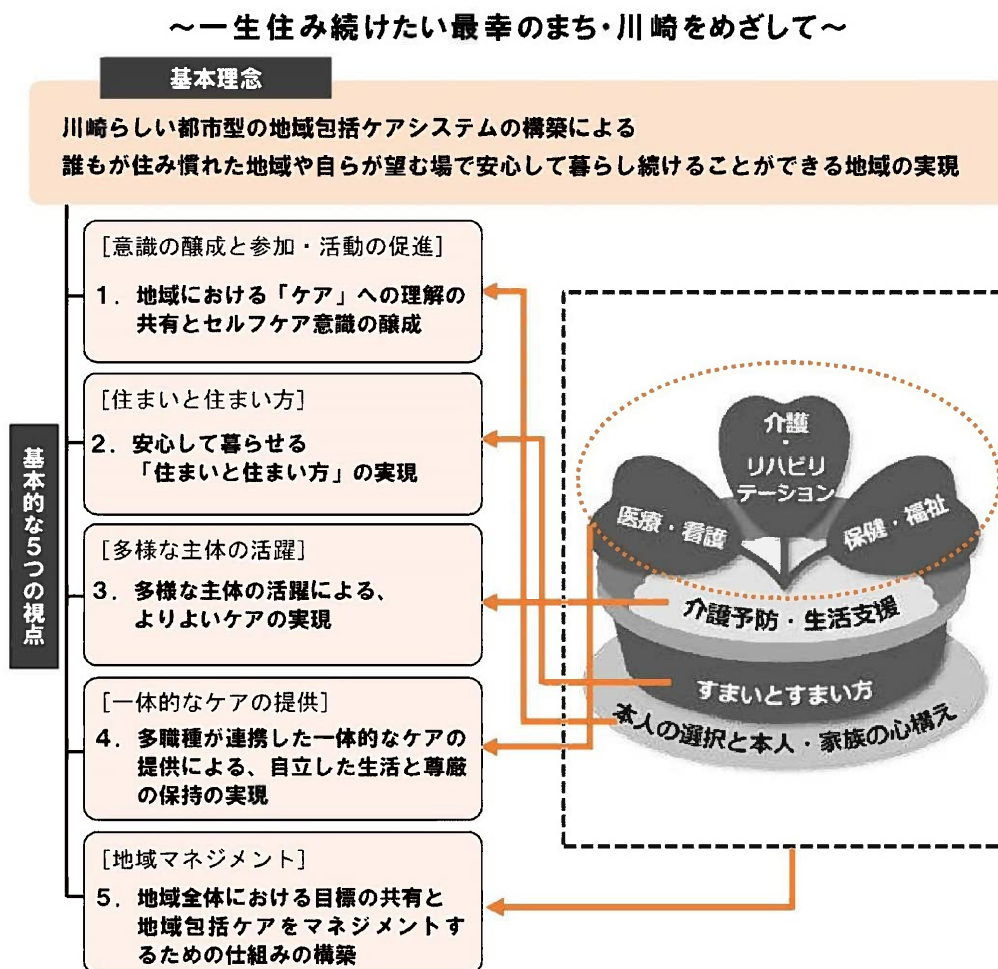 ～一生住み続けたい最幸のまち・川崎をめざして～
基本理念
川崎らしい都市型の地域包括ケアシステムの構築による
誰もが住み慣れた地域や自らが望む場で安心して暮らし続けることができる地域の実現
基本的な5つの視点
[意識の醸成と参加・活動の促進]
1. 地域における「ケア」への理解の
共有とセルフケア意識の醸成
[住まいと住まい方]
2. 安心して暮らせる
「住まいと住まい方」の実現
[多様な主体の活躍]
3. 多様な主体の活躍による、
よりよいケアの実現
[一体的なケアの提供]
4. 多職種が連携した一体的なケアの
提供による、自立した生活と尊厳
の保持の実現
[地域マネジメント]
5. 地域全体における目標の共有と
地域包括ケアをマネジメントす
るための仕組みの構築
介護
・
リハビリ
テーション
医療・看護
保健・福祉
介護予防・生活支援
すまいとすまい方
本人の選択と本人・家族の心構え